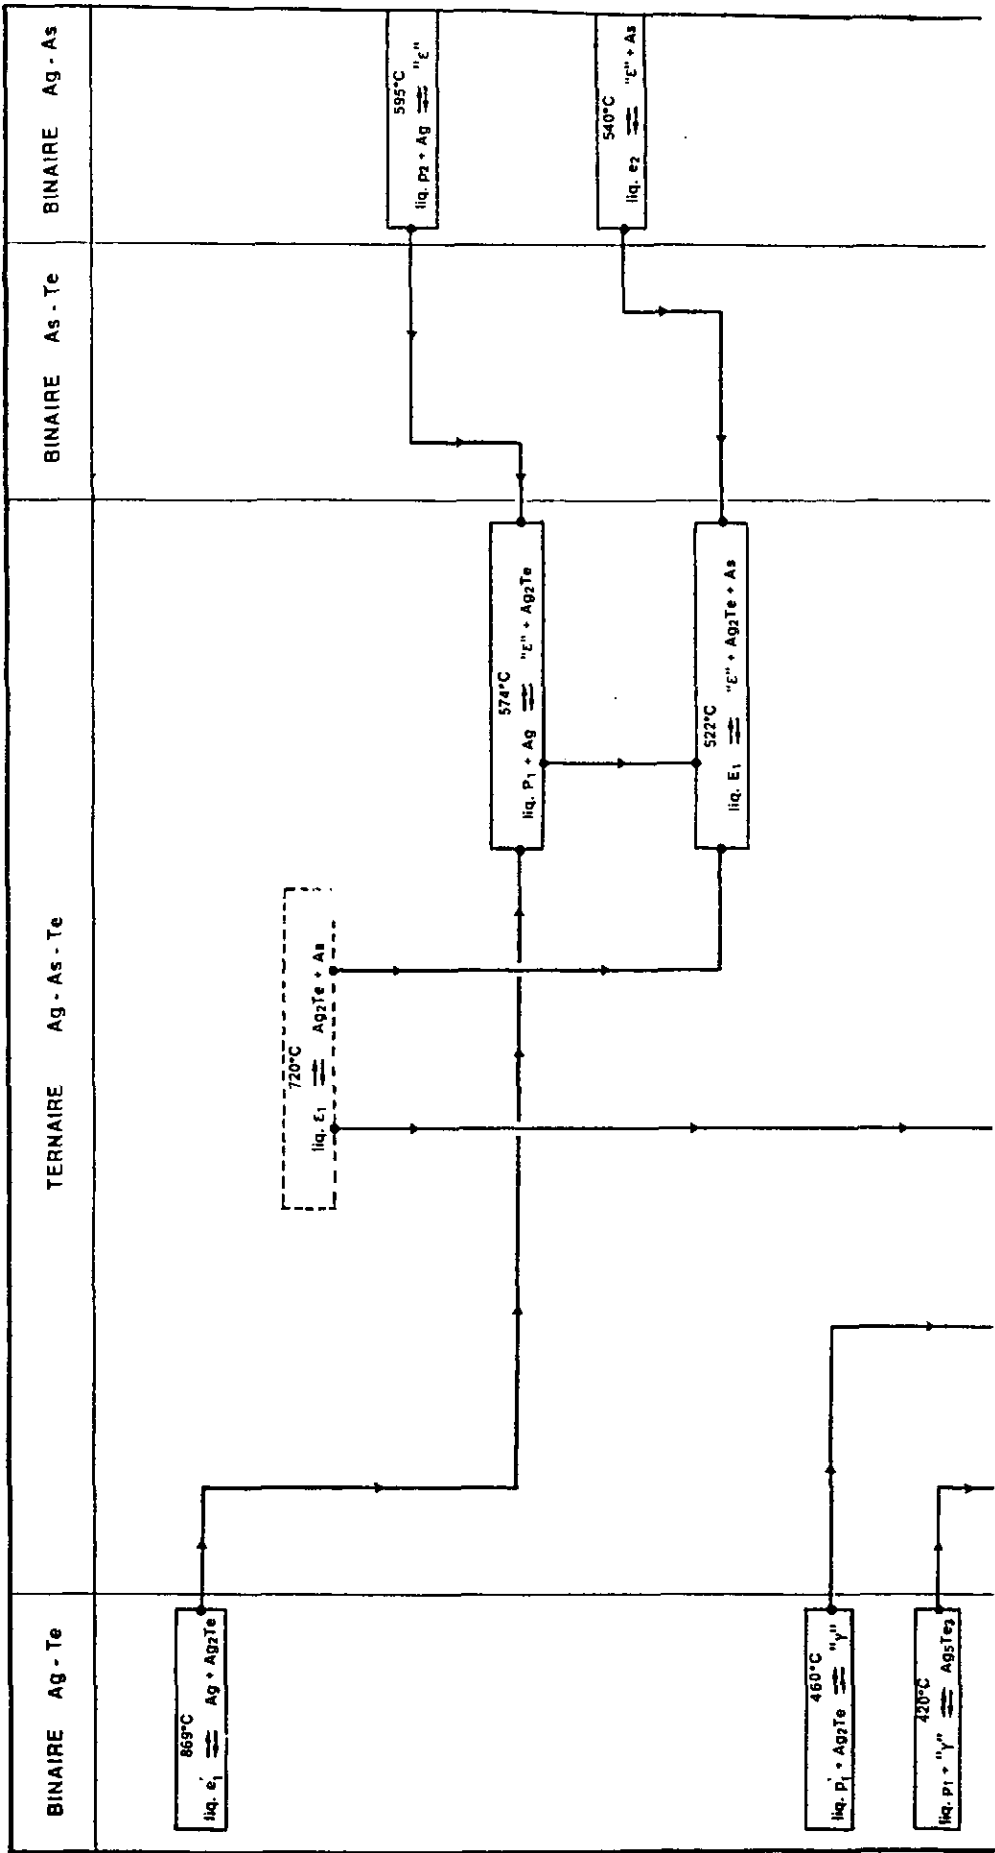 BINAIRE Ag - Te
TERNAIRE Ag - As - Te
BINAIRE As - Te
BINAIRE Ag - As
869°C
liq. e'₁ ⇌ Ag + Ag₂Te
720°C
liq. ε₁ ⇌ Ag₂Te + As
595°C
liq. p₂ + Ag ⇌ "ε"
574°C
liq. P₁ + Ag ⇌ "ε" + Ag₂Te
540°C
liq. e₂ ⇌ "ε" + As
522°C
liq. E₁ ⇌ "ε" + Ag₂Te + As
460°C
liq. p'₁ + Ag₂Te ⇌ "γ"
420°C
liq. p₁ + "γ" ⇌ Ag₅Te₃